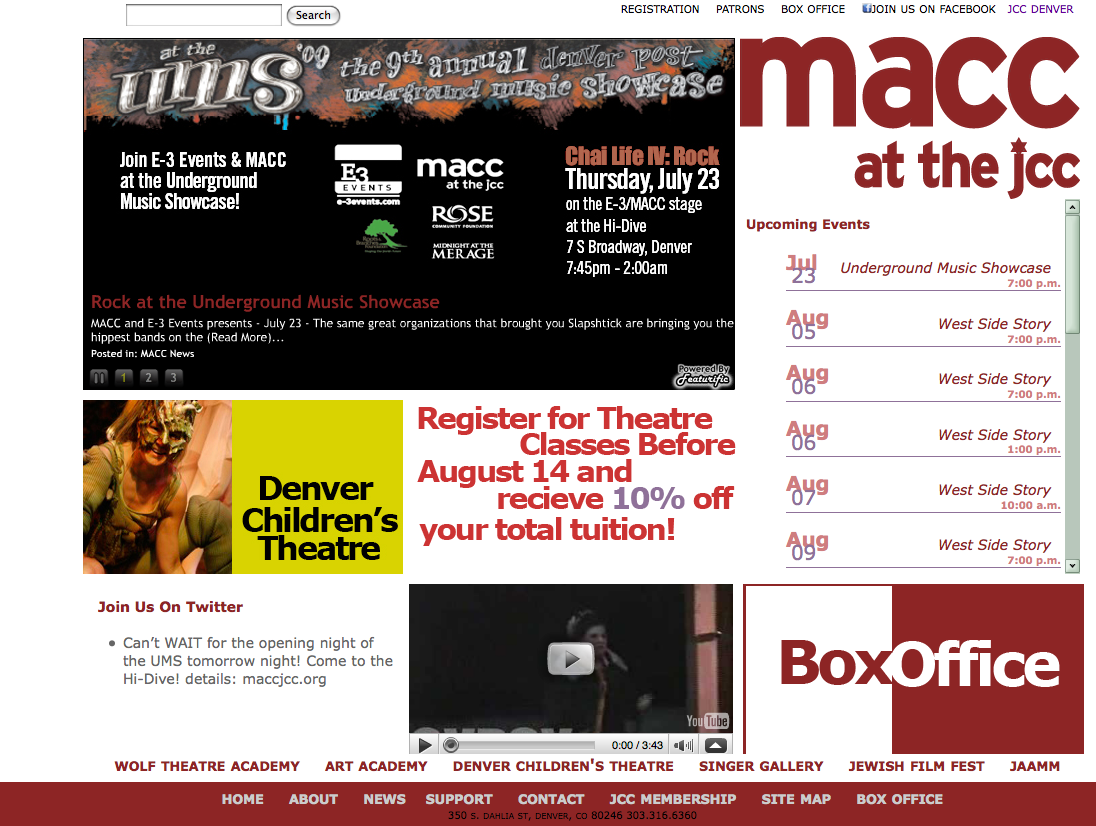 Search
REGISTRATION PATRONS BOX OFFICE JOIN US ON FACEBOOK JCC DENVER
at the ums '09 the 9th annual denver post
underground music showcase
macc
at the jcc
Join E-3 Events & MACC
at the Underground
Music Showcase!
E3
EVENTS
e-3events.com
macc
at the jcc
ROSE
COMMUNITY FOUNDATION
MIDNIGHT AT THE
MERAGE
Chai Life IV: Rock
Thursday, July 23
on the E-3/MACC stage
at the Hi-Dive
7 S Broadway, Denver
7:45pm - 2:00am
Rock at the Underground Music Showcase
MACC and E-3 Events presents - July 23 - The same great organizations that brought you Slapshtick are bringing you the
hippest bands on the (Read More)...
Posted in: MACC News
1 2 3
Powered By
Featurific
Upcoming Events
Jul
23 Underground Music Showcase
7:00 p.m.
Aug
05 West Side Story
7:00 p.m.
Aug
06 West Side Story
7:00 p.m.
Aug
06 West Side Story
1:00 p.m.
Aug
07 West Side Story
10:00 a.m.
Aug
09 West Side Story
7:00 p.m.
Denver
Children's
Theatre
Register for Theatre
Classes Before
August 14 and
recieve 10% off
your total tuition!
Join Us On Twitter
• Can't WAIT for the opening night of
the UMS tomorrow night! Come to the
Hi-Dive! details: maccjcc.org
YouTube
0:00 / 3:43
BoxOffice
WOLF THEATRE ACADEMY ART ACADEMY DENVER CHILDREN'S THEATRE SINGER GALLERY JEWISH FILM FEST JAAMM
HOME ABOUT NEWS SUPPORT CONTACT JCC MEMBERSHIP SITE MAP BOX OFFICE
350 S. DAHLIA ST, DENVER, CO 80246 303.316.6360